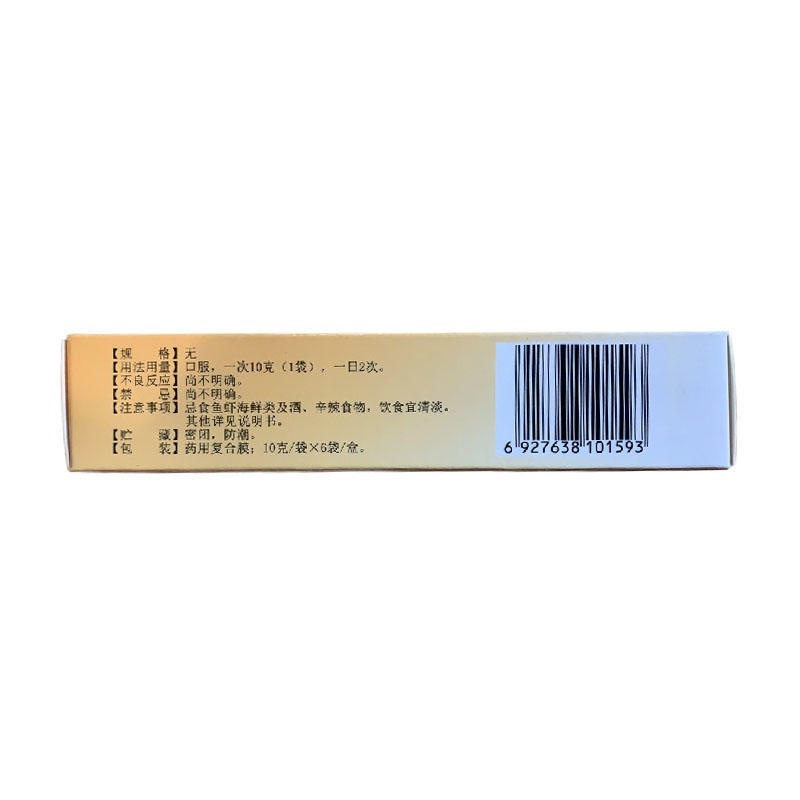 【规　　格】无
【用法用量】口服，一次10克（1袋），一日2次。
【不良反应】尚不明确。
【禁　　忌】尚不明确。
【注意事项】忌食鱼虾海鲜类及酒、辛辣食物，饮食宜清淡。
其他详见说明书。
【贮　　藏】密闭，防潮。
【包　　装】药用复合膜；10克/袋×6袋/盒。
6 927638 101593